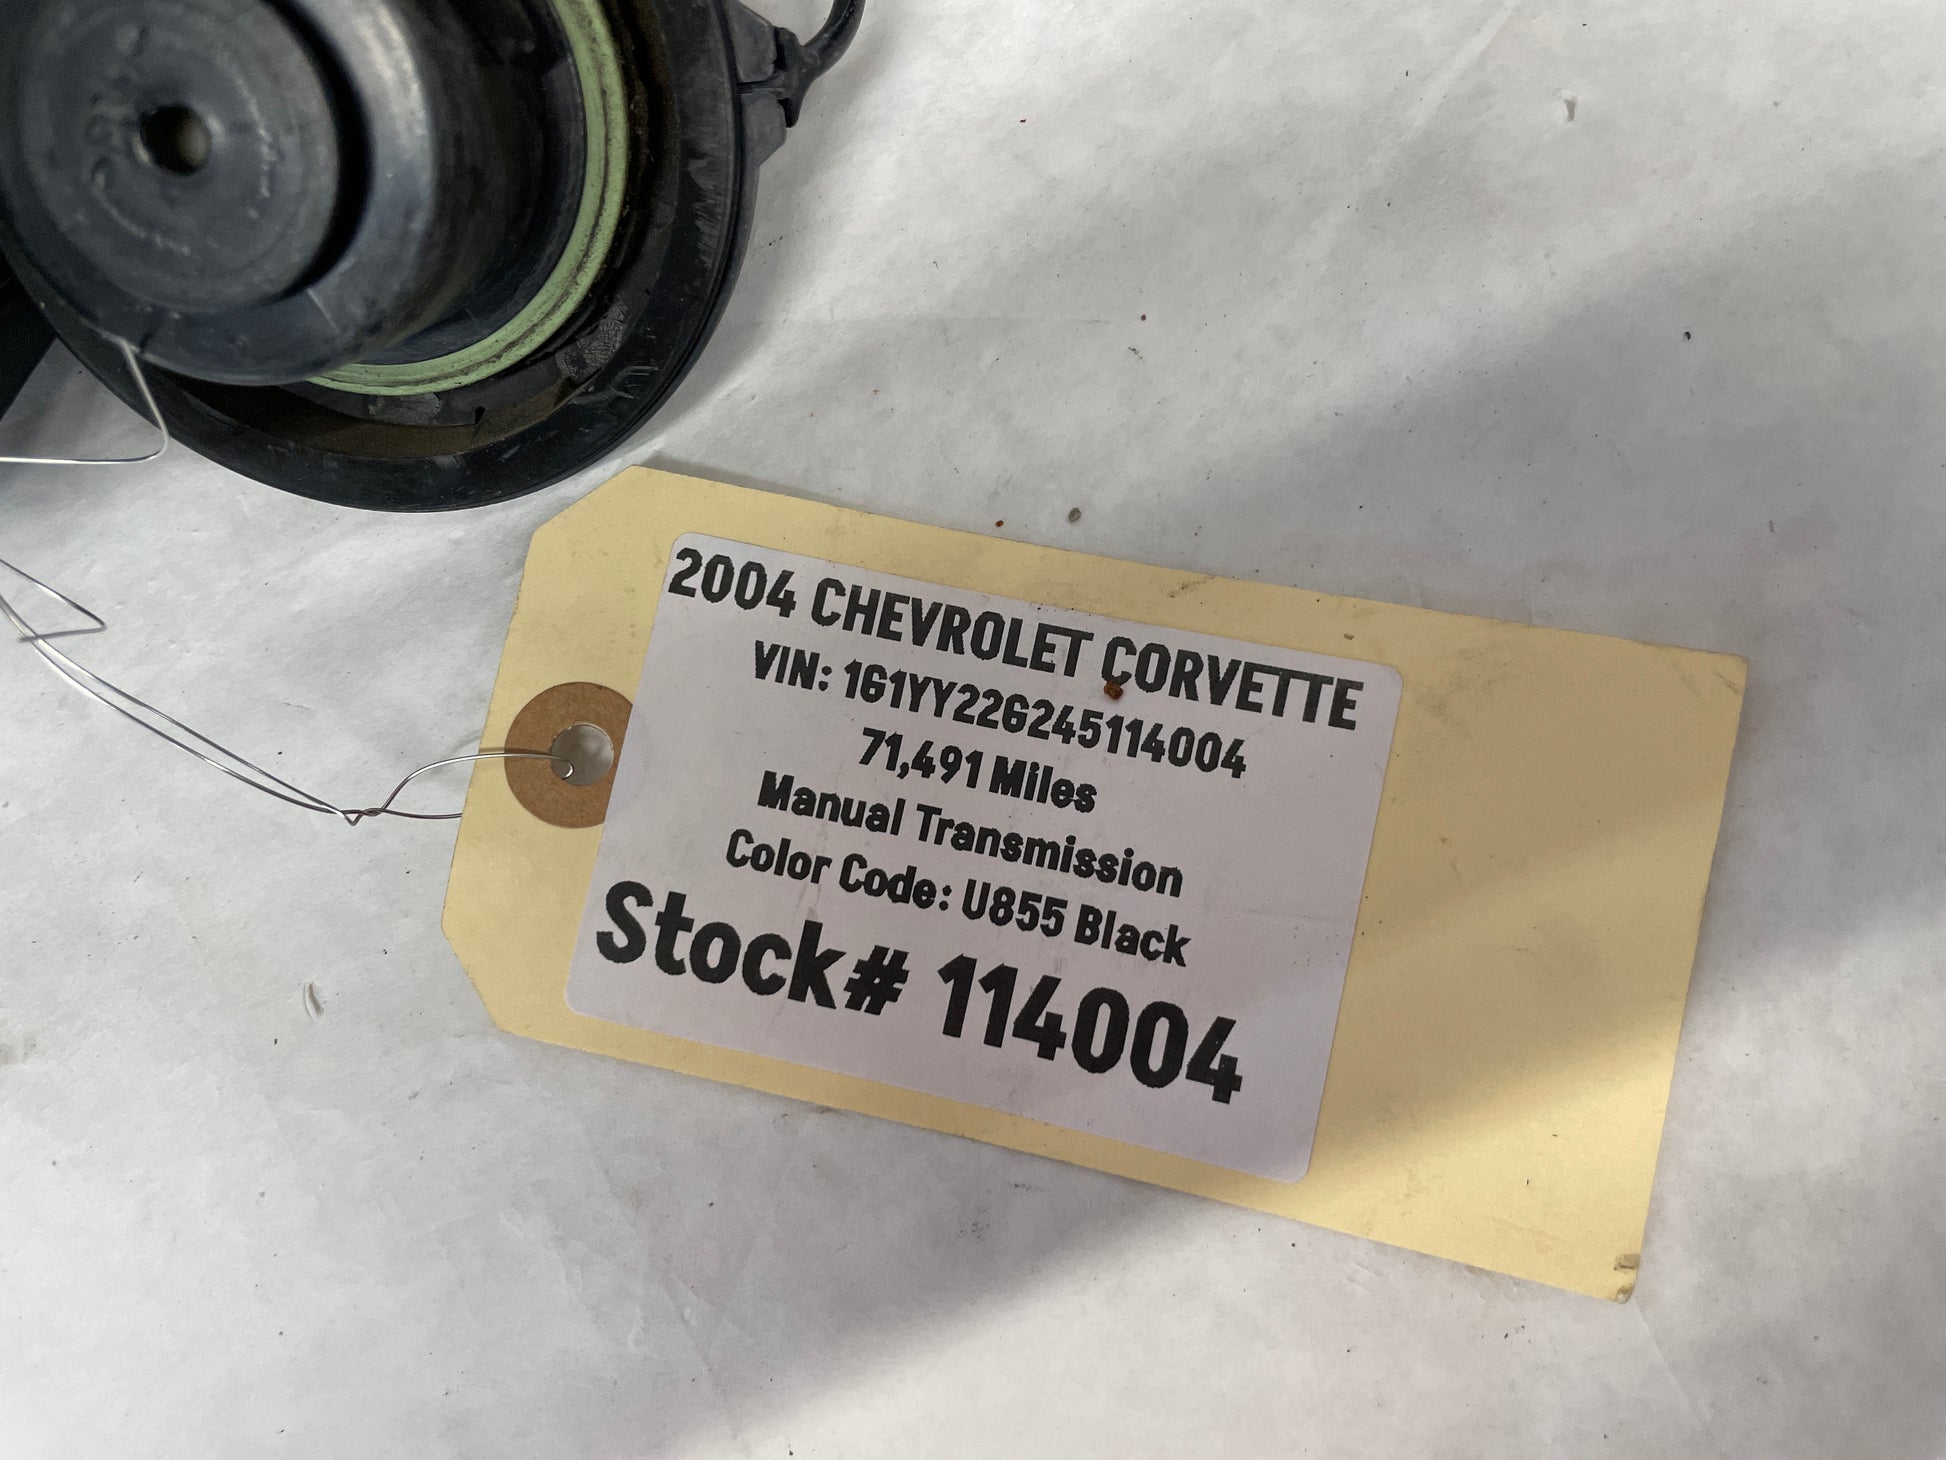 2004 CHEVROLET CORVETTE
VIN: 1G1YY22G245114004
71,491 Miles
Manual Transmission
Color Code: U855 Black
Stock# 114004